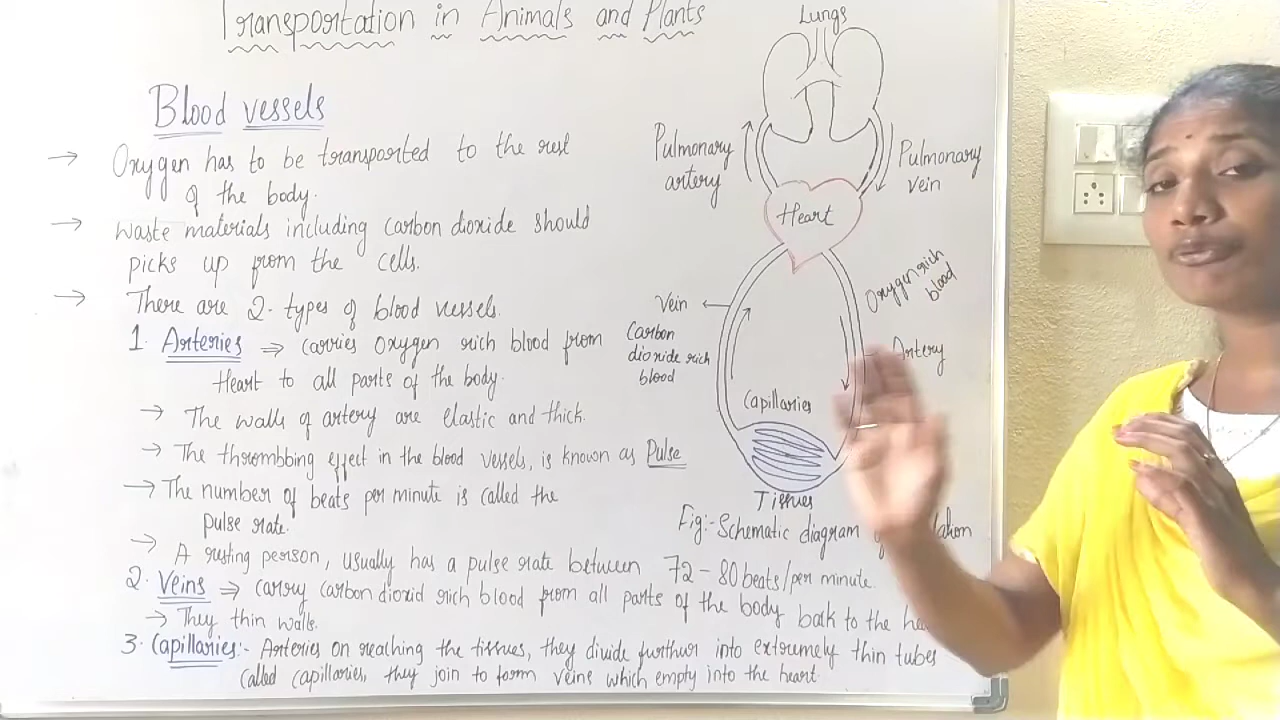 Transportation in Animals and Plants
Blood vessels
→ Oxygen has to be transported to the rest
of the body.
→ waste materials including carbon dioxide should
picks up from the cells.
→ There are 2- types of blood vessels.
1. Arteries ⇒ carries oxygen rich blood from
Heart to all parts of the body.
→ The walls of artery are elastic and thick.
→ The thrombbing effect in the blood vessels, is known as Pulse
→ The number of beats per minute is called the
pulse rate.
→ A resting person, usually has a pulse rate between 72-80 beats/per minute.
2. Veins ⇒ carry carbon dioxid rich blood from all parts of the body back to the
→ They thin walls.
3. Capillaries:- Arteries on reaching the tissues, they divide further into extremely thin tubes
called capillaries, they join to form veins which empty into the heart.
Lungs
Pulmonary
artery
Pulmonary
vein
Heart
Vein
Carbon
dioxide rich
blood
Oxygen rich
blood
Artery
Capillaries
Tissues
Fig:- Schematic diagram